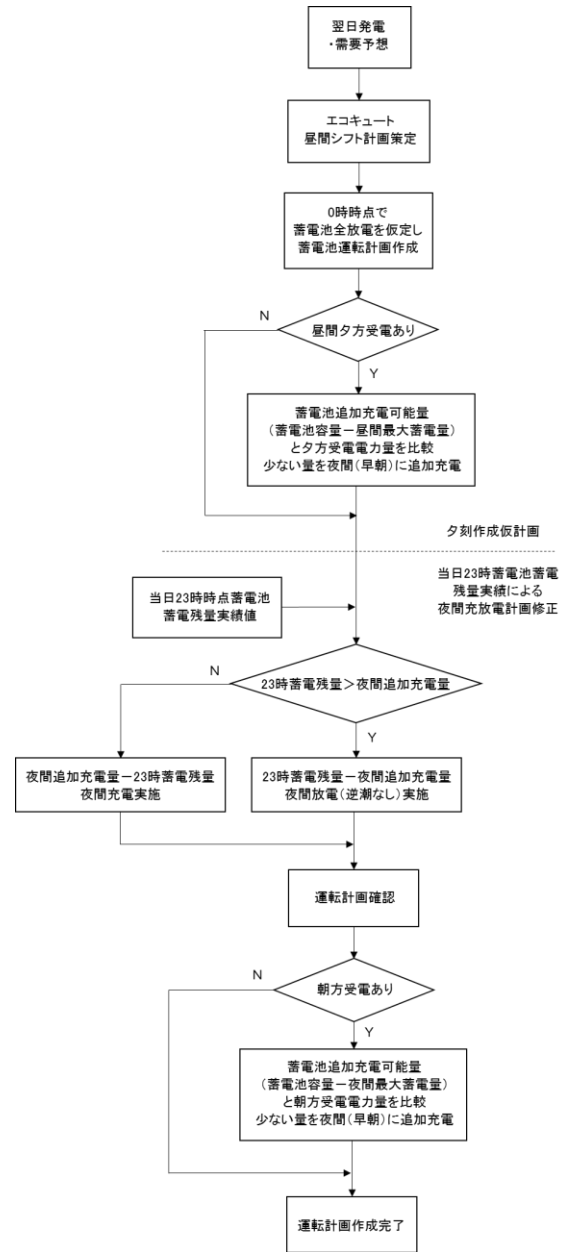 翌日発電
・需要予想
エコキュート
昼間シフト計画策定
0時時点で
蓄電池全放電を仮定し
蓄電池運転計画作成
N
昼間夕方受電あり
Y
蓄電池追加充電可能量
(蓄電池容量－昼間最大蓄電量)
と夕方受電電力量を比較
少ない量を夜間(早朝)に追加充電
夕刻作成仮計画
当日23時蓄電池蓄電
残量実績による
夜間充放電計画修正
当日23時時点蓄電池
蓄電残量実績値
N
23時蓄電残量＞夜間追加充電量
Y
夜間追加充電量－23時蓄電残量
夜間充電実施
23時蓄電残量－夜間追加充電量
夜間放電(逆潮なし)実施
運転計画確認
N
朝方受電あり
Y
蓄電池追加充電可能量
(蓄電池容量－夜間最大蓄電量)
と朝方受電電力量を比較
少ない量を夜間(早朝)に追加充電
運転計画作成完了